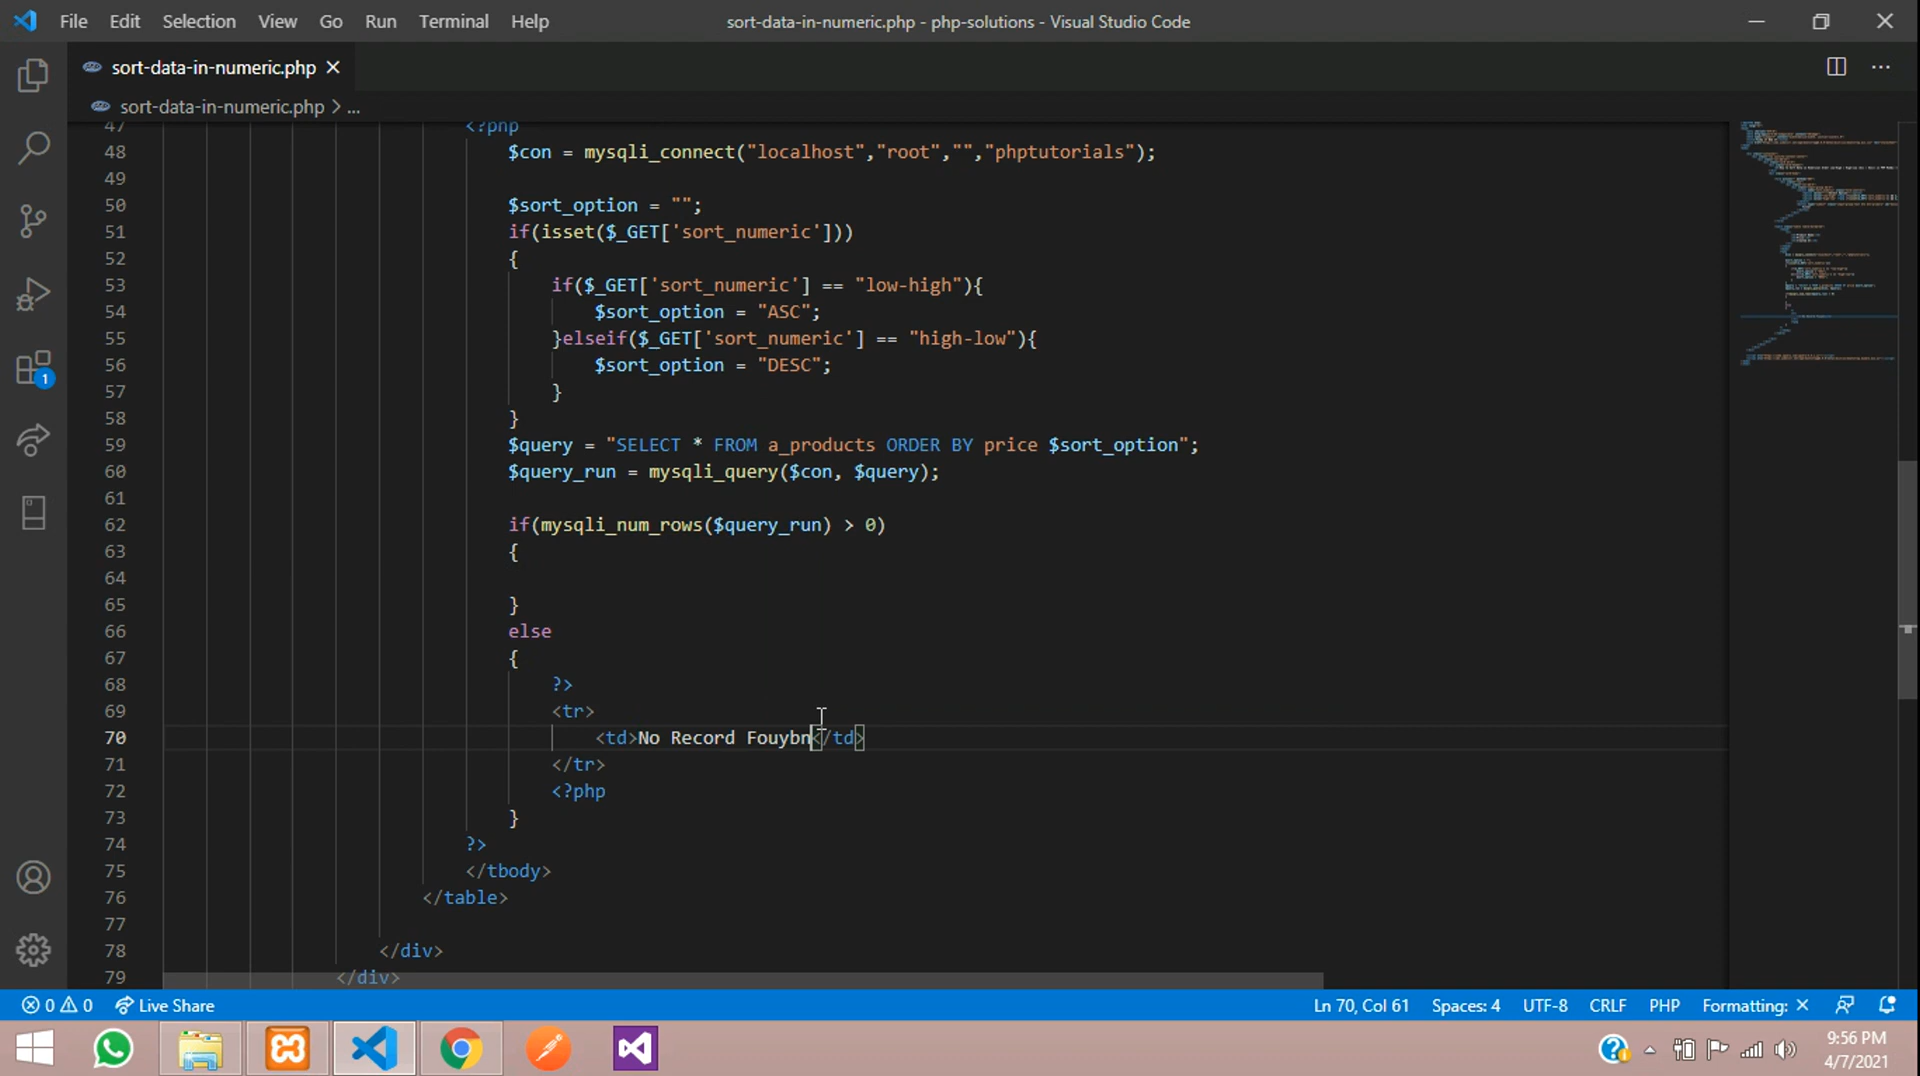 File Edit Selection View Go Run Terminal Help
sort-data-in-numeric.php - php-solutions - Visual Studio Code
sort-data-in-numeric.php
sort-data-in-numeric.php > ...
47 <?php
48 $con = mysqli_connect("localhost","root","","phptutorials");
49
50 $sort_option = "";
51 if(isset($_GET['sort_numeric']))
52 {
53 if($_GET['sort_numeric'] == "low-high"){
54 $sort_option = "ASC";
55 }elseif($_GET['sort_numeric'] == "high-low"){
56 $sort_option = "DESC";
57 }
58 }
59 $query = "SELECT * FROM a_products ORDER BY price $sort_option";
60 $query_run = mysqli_query($con, $query);
61
62 if(mysqli_num_rows($query_run) > 0)
63 {
64
65 }
66 else
67 {
68 ?>
69 <tr>
70 <td>No Record Fouybn</td>
71 </tr>
72 <?php
73 }
74 ?>
75 </tbody>
76 </table>
77
78 </div>
79 </div>
1
0 0 Live Share
Ln 70, Col 61 Spaces: 4 UTF-8 CRLF PHP Formatting: ×
9:56 PM
4/7/2021